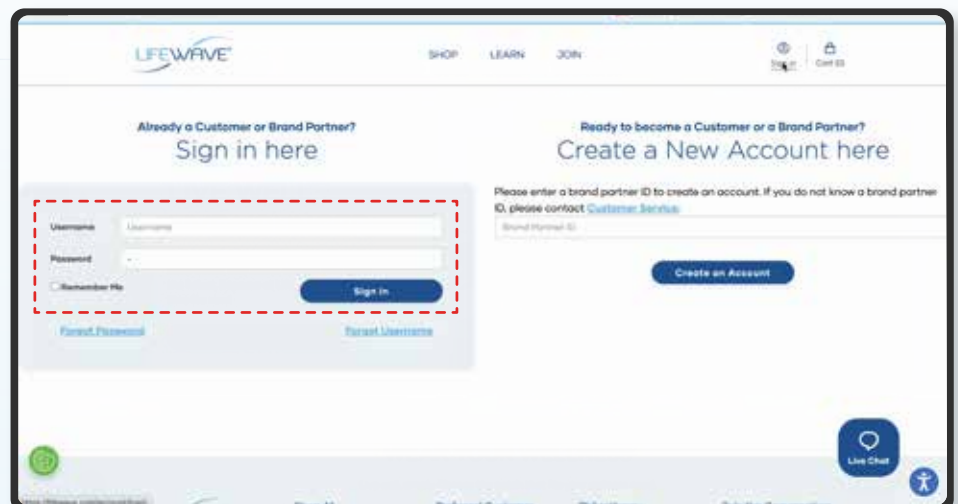 LIFEWAVE
SHOP LEARN JOIN
Sign in
Cart (0)
Already a Customer or Brand Partner?
Sign in here
Username
Username
Password
Remember Me
Sign in
Forgot Password
Forgot Username
Ready to become a Customer or a Brand Partner?
Create a New Account here
Please enter a brand partner ID to create an account. If you do not know a brand partner
ID, please contact Customer Service.
Brand Partner ID
Create an Account
Live Chat